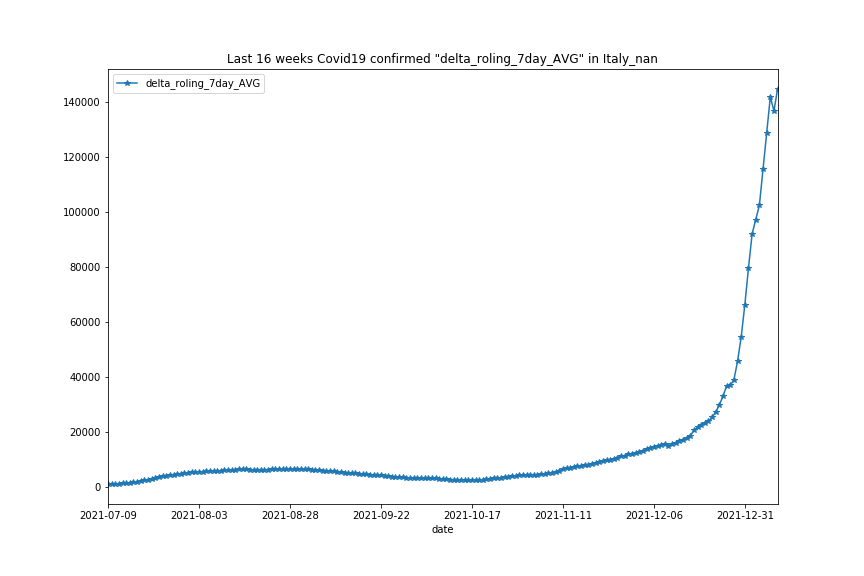 Last 16 weeks Covid19 confirmed "delta_roling_7day_AVG" in Italy_nan
delta_roling_7day_AVG
140000
120000
100000
80000
60000
40000
20000
0
2021-07-09 2021-08-03 2021-08-28 2021-09-22 2021-10-17 2021-11-11 2021-12-06 2021-12-31
date